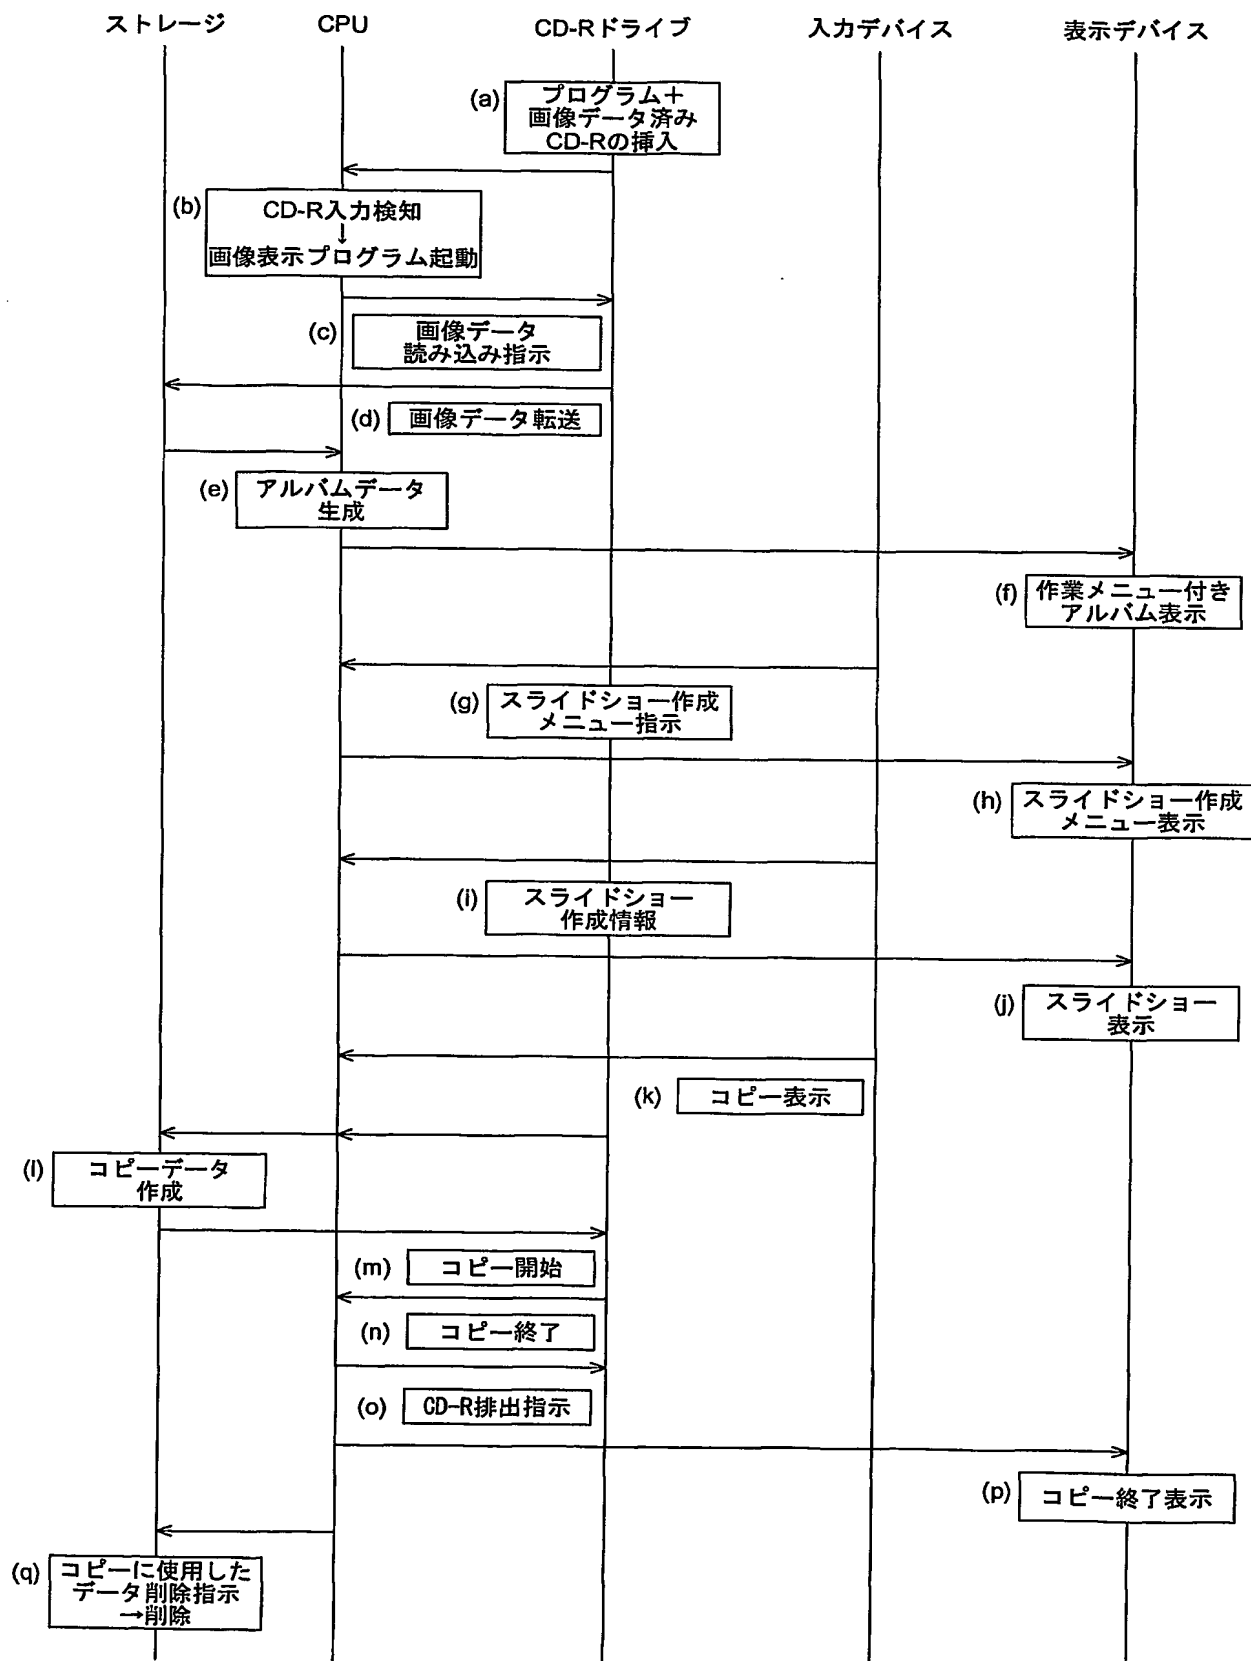 ストレージ
CPU
CD-Rドライブ
入力デバイス
表示デバイス
(a)
プログラム＋
画像データ済み
CD-Rの挿入
(b)
CD-R入力検知
↓
画像表示プログラム起動
(c)
画像データ
読み込み指示
(d)
画像データ転送
(e)
アルバムデータ
生成
(f)
作業メニュー付き
アルバム表示
(g)
スライドショー作成
メニュー指示
(h)
スライドショー作成
メニュー表示
(i)
スライドショー
作成情報
(j)
スライドショー
表示
(k)
コピー表示
(l)
コピーデータ
作成
(m)
コピー開始
(n)
コピー終了
(o)
CD-R排出指示
(p)
コピー終了表示
(q)
コピーに使用した
データ削除指示
→削除